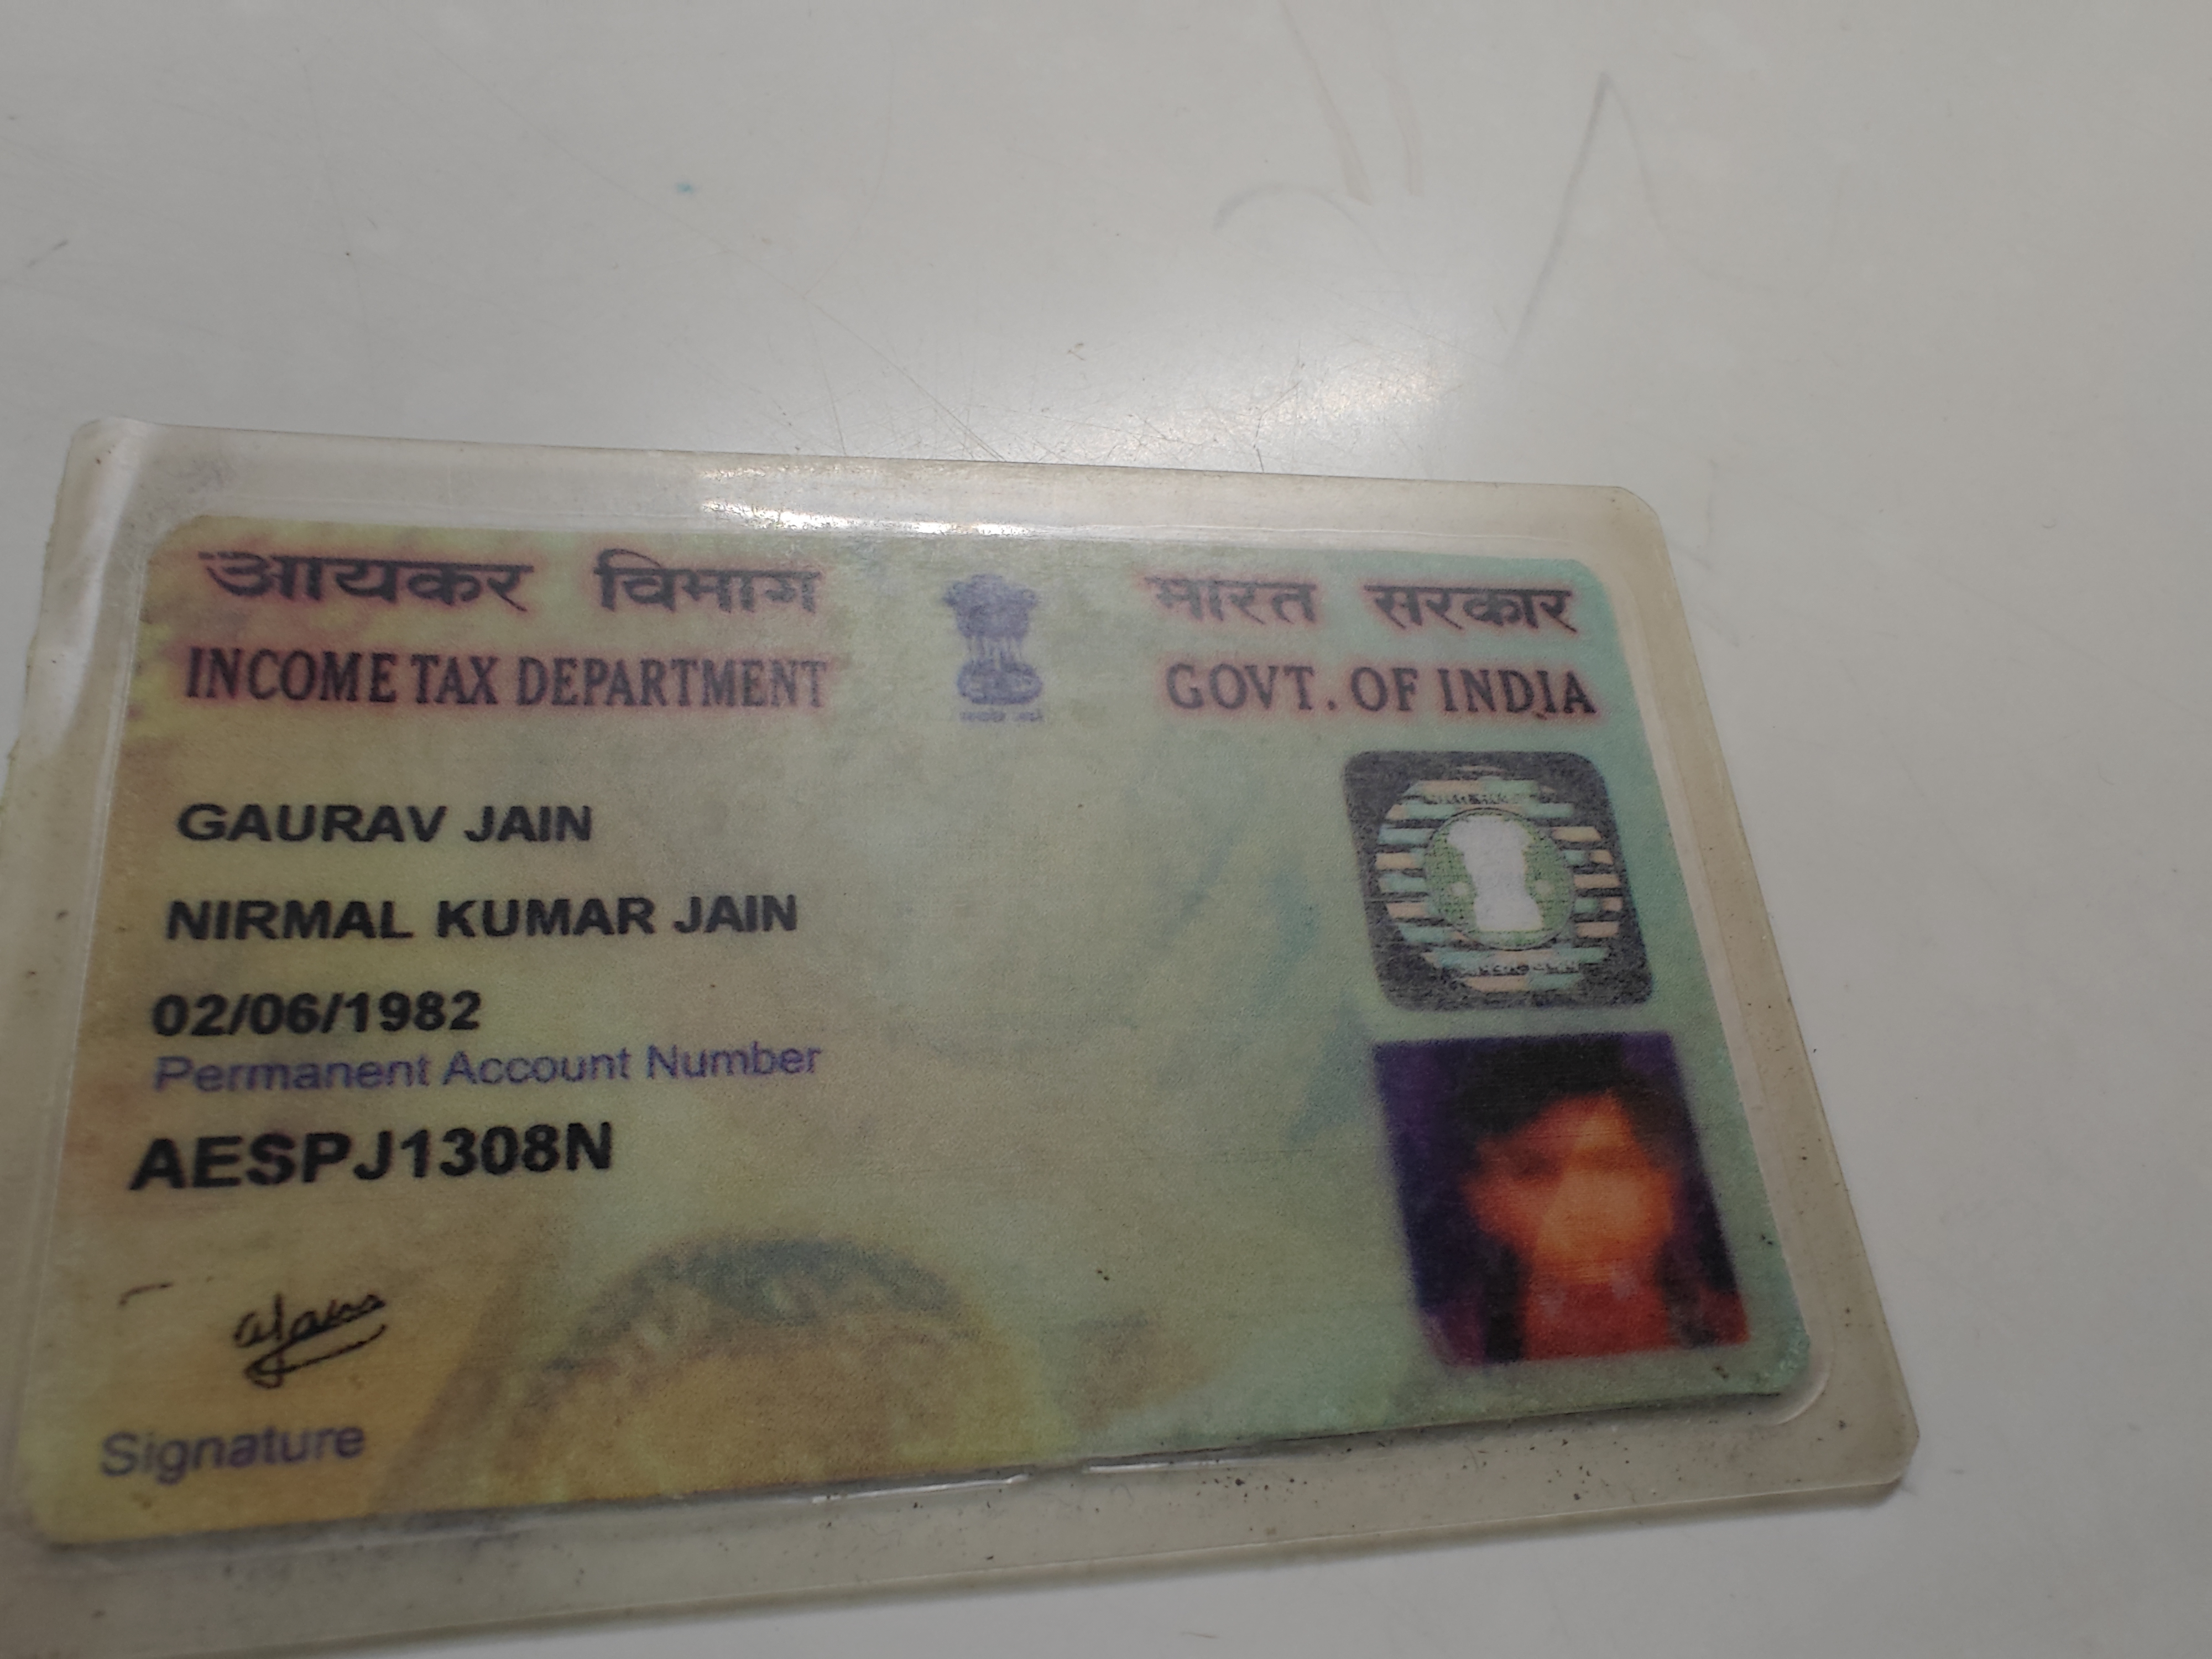 आयकर विभाग
INCOME TAX DEPARTMENT
भारत सरकार
GOVT. OF INDIA
GAURAV JAIN
NIRMAL KUMAR JAIN
02/06/1982
Permanent Account Number
AESPJ1308N
Signature